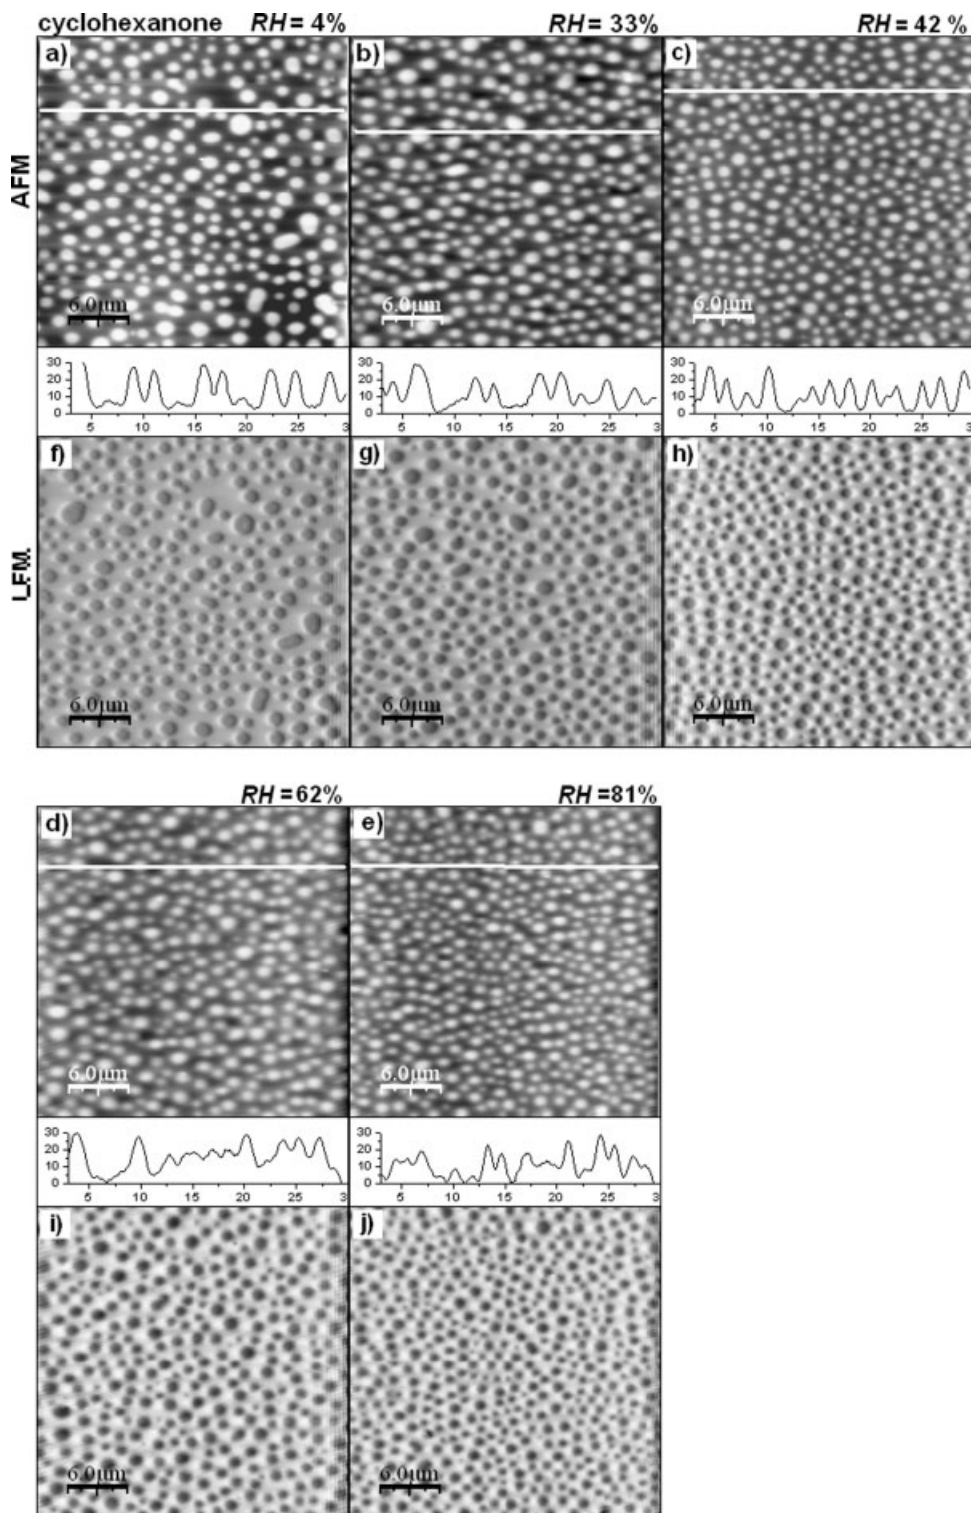 cyclohexanone RH = 4% RH = 33% RH = 42 %
a) b) c)
AFM
6.0µm 6.0µm 6.0µm
30 30 30
20 20 20
10 10 10
0 0 0
5 10 15 20 25 3 5 10 15 20 25 30 5 10 15 20 25 3
f) g) h)
LFM
6.0µm 6.0µm 6.0µm
RH =62% RH =81%
d) e)
6.0µm 6.0µm
30 30
20 20
10 10
0 0
5 10 15 20 25 3 5 10 15 20 25 3
i) j)
6.0µm 6.0µm